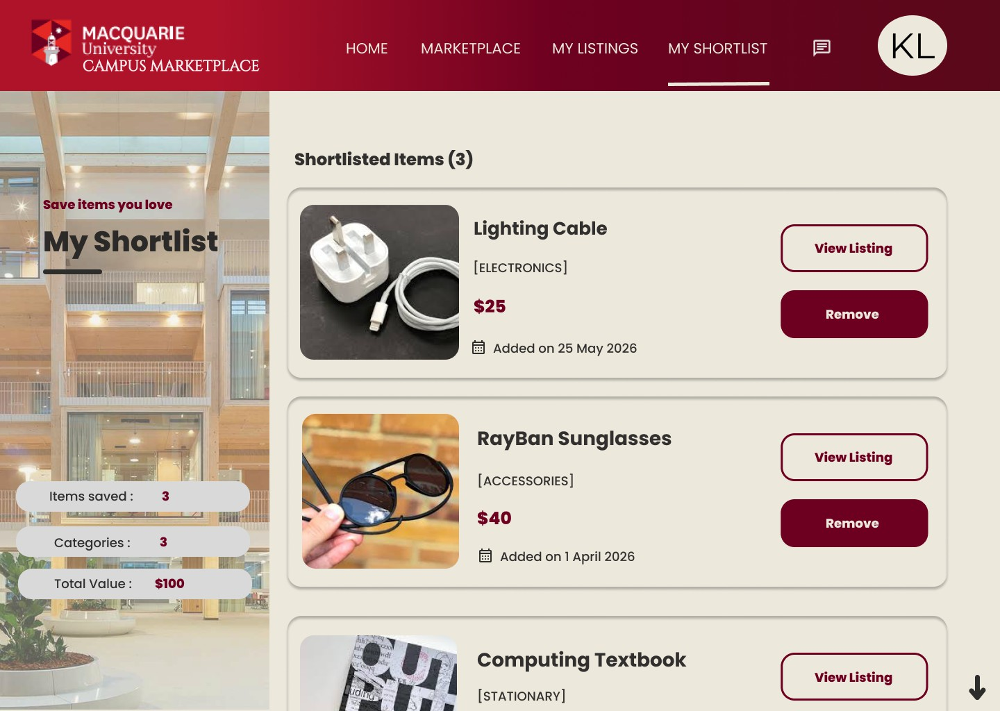 MACQUARIE
University
CAMPUS MARKETPLACE
HOME
MARKETPLACE
MY LISTINGS
MY SHORTLIST
KL
Save items you love
My Shortlist
Items saved : 3
Categories : 3
Total Value : $100
Shortlisted Items (3)
Lighting Cable
[ELECTRONICS]
$25
Added on 25 May 2026
View Listing
Remove
RayBan Sunglasses
[ACCESSORIES]
$40
Added on 1 April 2026
View Listing
Remove
Computing Textbook
[STATIONARY]
View Listing